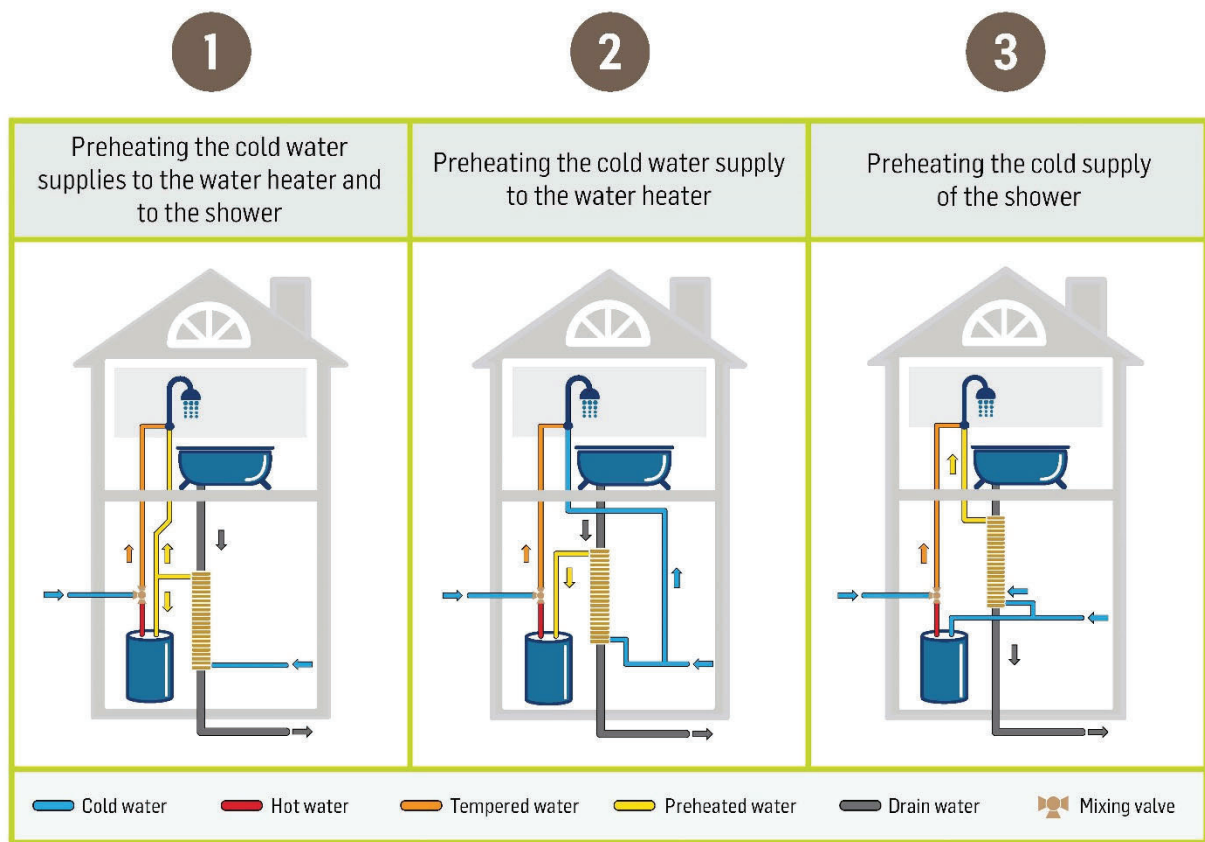 1
2
3
Preheating the cold water
supplies to the water heater and
to the shower
Preheating the cold water supply
to the water heater
Preheating the cold supply
of the shower
Cold water
Hot water
Tempered water
Preheated water
Drain water
Mixing valve